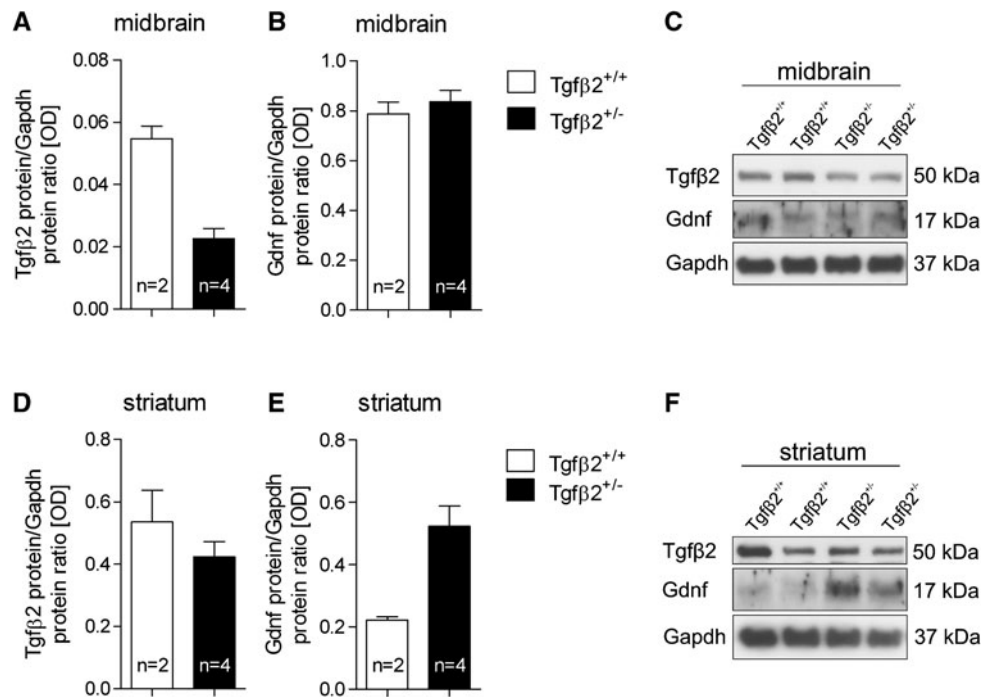 A
midbrain
Tgfβ2 protein/Gapdh
protein ratio [OD]
0.08
0.06
0.04
0.02
0.00
n=2
n=4
B
midbrain
Gdnf protein/Gapdh
protein ratio [OD]
1.0
0.8
0.6
0.4
0.2
0.0
n=2
n=4
Tgfβ2+/+
Tgfβ2+/-
C
midbrain
Tgfβ2+/+ Tgfβ2+/+ Tgfβ2+/- Tgfβ2+/-
Tgfβ2 50 kDa
Gdnf 17 kDa
Gapdh 37 kDa
D
striatum
Tgfβ2 protein/Gapdh
protein ratio [OD]
0.8
0.6
0.4
0.2
0.0
n=2
n=4
E
striatum
Gdnf protein/Gapdh
protein ratio [OD]
0.8
0.6
0.4
0.2
0.0
n=2
n=4
Tgfβ2+/+
Tgfβ2+/-
F
striatum
Tgfβ2+/+ Tgfβ2+/+ Tgfβ2+/- Tgfβ2+/-
Tgfβ2 50 kDa
Gdnf 17 kDa
Gapdh 37 kDa